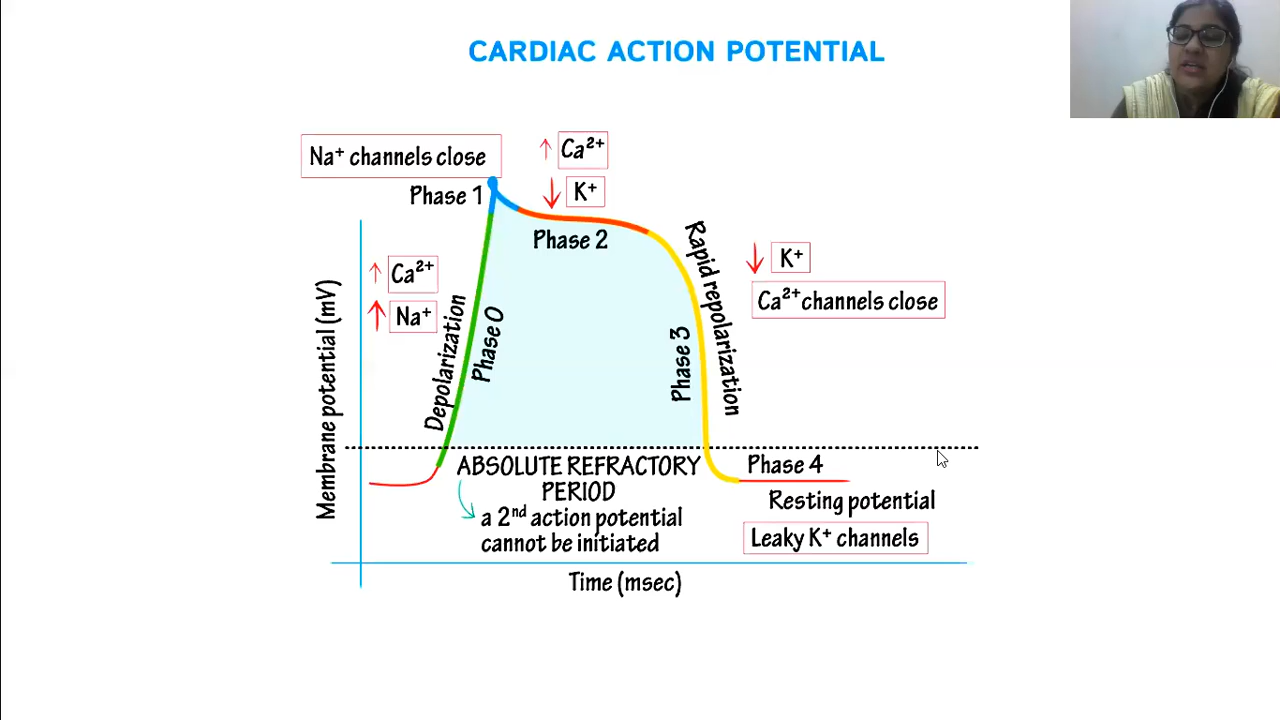 CARDIAC ACTION POTENTIAL
Na⁺ channels close
↑ Ca²⁺
↓ K⁺
Phase 1
Phase 2
↑ Ca²⁺
↑ Na⁺
Depolarization
Phase 0
Phase 3
Rapid repolarization
↓ K⁺
Ca²⁺ channels close
Membrane potential (mV)
ABSOLUTE REFRACTORY
PERIOD
a 2ⁿᵈ action potential
cannot be initiated
Phase 4
Resting potential
Leaky K⁺ channels
Time (msec)